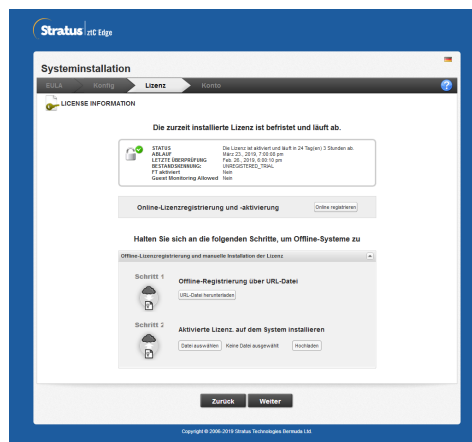 Stratus ztC Edge
Systeminstallation
EULA Konfig Lizenz Konto
LICENSE INFORMATION
Die zurzeit installierte Lizenz ist befristet und läuft ab.
STATUS Die Lizenz ist aktiviert und läuft in 24 Tag(en) 3 Stunden ab.
ABLAUF März 23., 2019, 7:00:00 pm
LETZTE ÜBERPRÜFUNG Feb. 26., 2019, 6:00:10 pm
BESTANDSKENNUNG: UNREGISTERED_TRIAL
FT aktiviert Nein
Guest Monitoring Allowed Nein
Online-Lizenzregistrierung und -aktivierung Online registrieren
Halten Sie sich an die folgenden Schritte, um Offline-Systeme zu
Offline-Lizenzregistrierung und manuelle Installation der Lizenz
Schritt 1
Offline-Registrierung über URL-Datei
URL-Datei herunterladen
Schritt 2
Aktivierte Lizenz. auf dem System installieren
Datei auswählen Keine Datei ausgewählt Hochladen
Zurück Weiter
Copyright © 2006-2019 Stratus Technologies Bermuda Ltd.